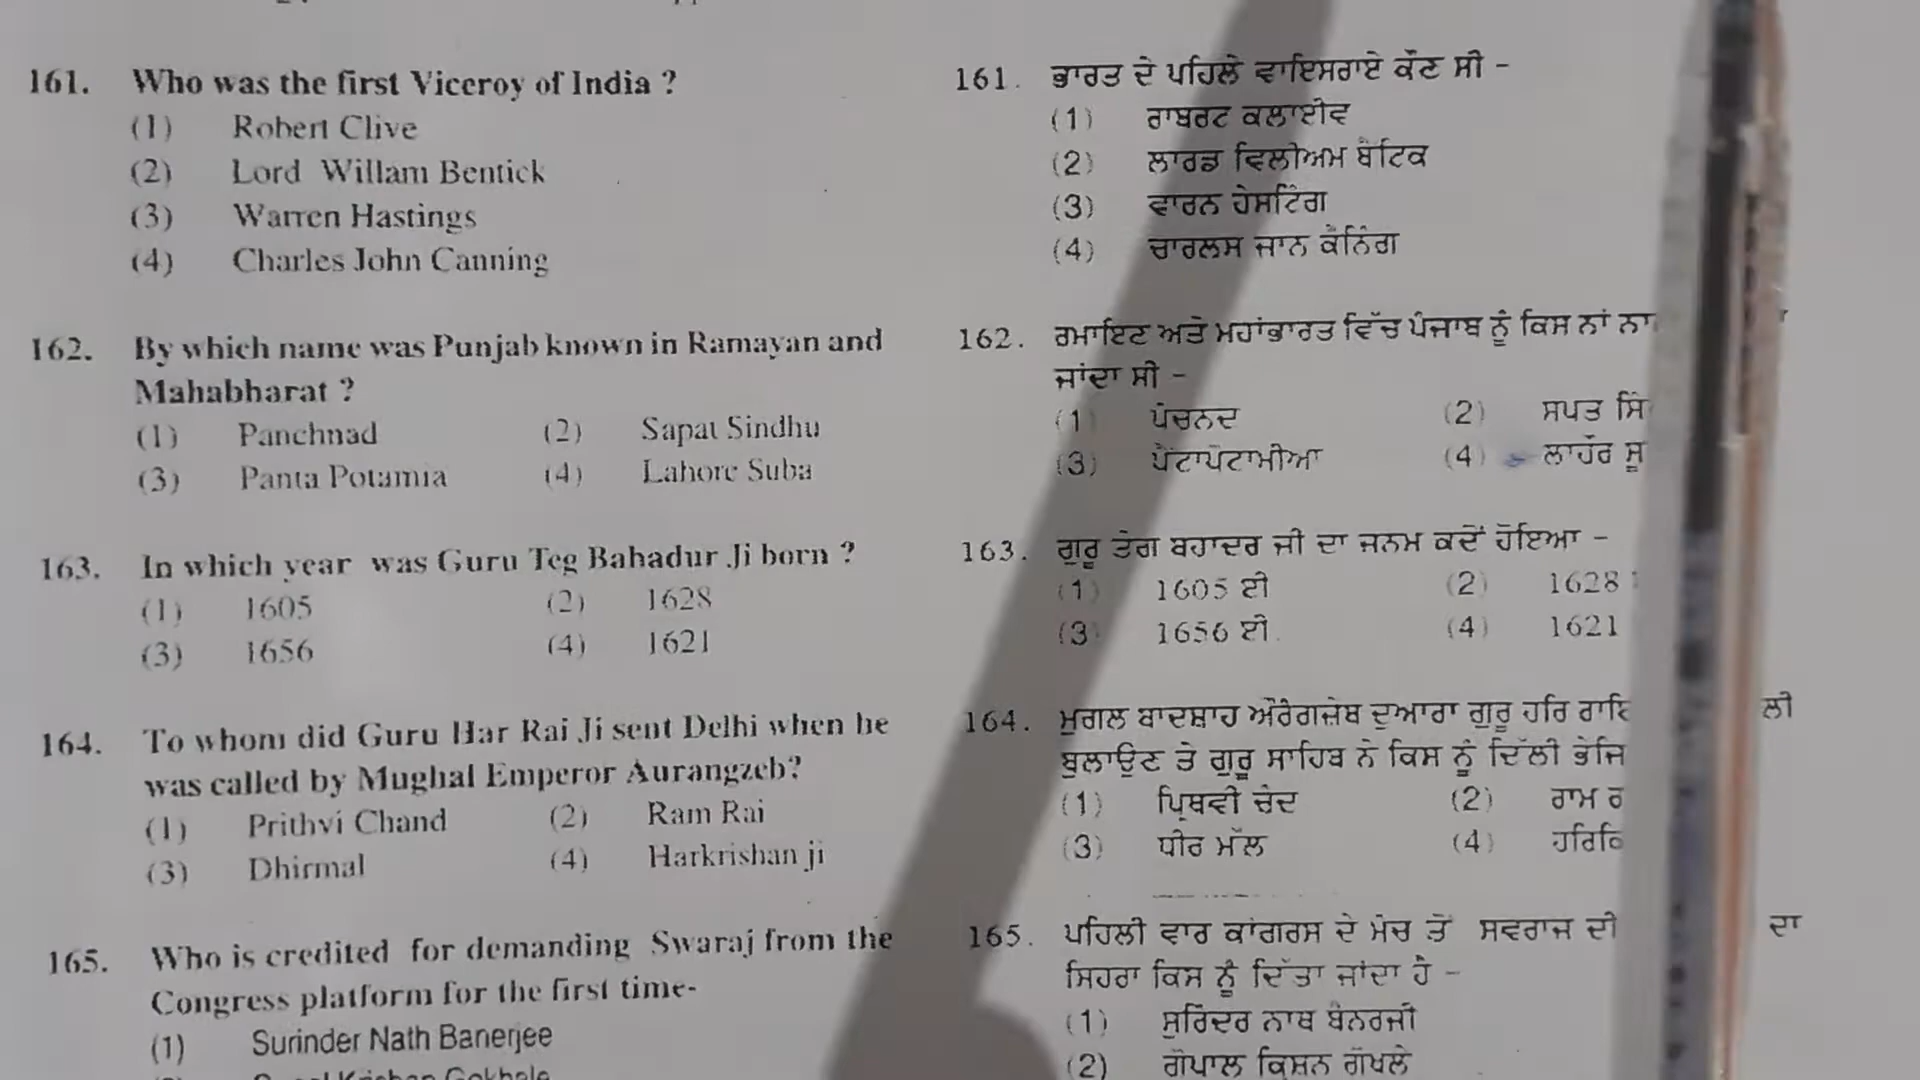 161. Who was the first Viceroy of India ?
(1) Robert Clive
(2) Lord Willam Bentick
(3) Warren Hastings
(4) Charles John Canning
162. By which name was Punjab known in Ramayan and
Mahabharat ?
(1) Panchnad (2) Sapat Sindhu
(3) Panta Potamia (4) Lahore Suba
163. In which year was Guru Teg Bahadur Ji born ?
(1) 1605 (2) 1628
(3) 1656 (4) 1621
164. To whom did Guru Har Rai Ji sent Delhi when he
was called by Mughal Emperor Aurangzeb?
(1) Prithvi Chand (2) Ram Rai
(3) Dhirmal (4) Harkrishan ji
165. Who is credited for demanding Swaraj from the
Congress platform for the first time-
(1) Surinder Nath Banerjee
161. ਭਾਰਤ ਦੇ ਪਹਿਲੇ ਵਾਇਸਰਾਏ ਕੌਣ ਸੀ -
(1) ਰਾਬਰਟ ਕਲਾਈਵ
(2) ਲਾਰਡ ਵਿਲੀਅਮ ਬੈਂਟਿਕ
(3) ਵਾਰਨ ਹੇਸਟਿੰਗ
(4) ਚਾਰਲਸ ਜਾਨ ਕੈਨਿੰਗ
162. ਰਮਾਇਣ ਅਤੇ ਮਹਾਂਭਾਰਤ ਵਿੱਚ ਪੰਜਾਬ ਨੂੰ ਕਿਸ ਨਾਂ
ਜਾਂਦਾ ਸੀ -
(1) ਪੰਚਨਦ (2) ਸਪਤ
(3) ਪੈਂਟਾਪੋਟਾਮੀਆ (4) ਲਾਹੌਰ
163. ਗੁਰੂ ਤੇਗ ਬਹਾਦਰ ਜੀ ਦਾ ਜਨਮ ਕਦੋਂ ਹੋਇਆ -
(1) 1605 ਈ (2) 1628
(3) 1656 ਈ. (4) 1621
164. ਮੁਗਲ ਬਾਦਸ਼ਾਹ ਔਰੰਗਜ਼ੇਬ ਦੁਆਰਾ ਗੁਰੂ ਹਰਿ
ਬੁਲਾਉਣ ਤੇ ਗੁਰੂ ਸਾਹਿਬ ਨੇ ਕਿਸ ਨੂੰ ਦਿੱਲੀ
(1) ਪ੍ਰਿਥਵੀ ਚੰਦ (2) ਰਾਮ
(3) ਧੀਰ ਮੱਲ (4)
165. ਪਹਿਲੀ ਵਾਰ ਕਾਂਗਰਸ ਦੇ ਮੰਚ ਤੋਂ ਸਵਰਾਜ ਦੀ ਦਾ
ਸਿਹਰਾ ਕਿਸ ਨੂੰ ਦਿੱਤਾ ਜਾਂਦਾ ਹੈ -
(1) ਸੁਰਿੰਦਰ ਨਾਥ ਬੈਨਰਜੀ
(2) ਗੋਪਾਲ ਕ੍ਰਿਸ਼ਨ ਗੋਖਲੇ